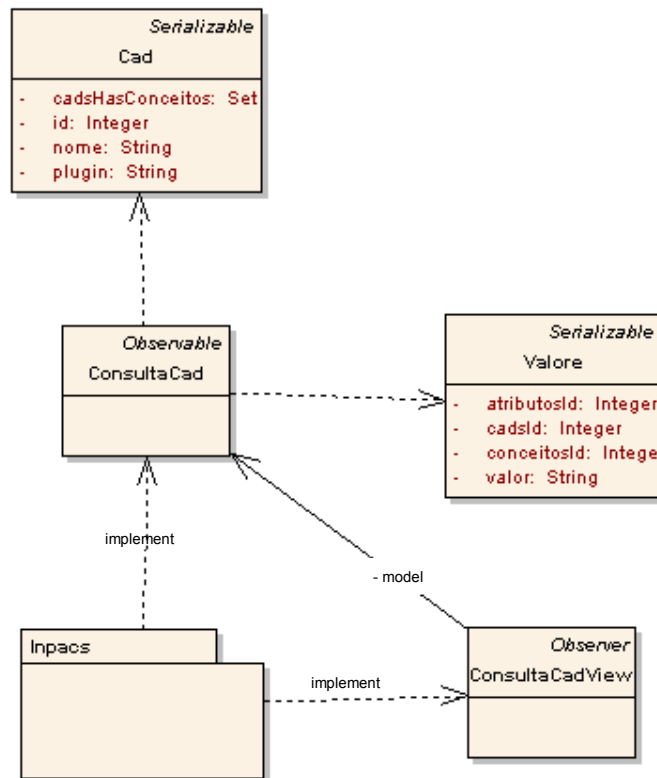 Serializable
Cad
- cadsHasConceitos: Set
- id: Integer
- nome: String
- plugin: String
Observable
ConsultaCad
Serializable
Valore
- atributosId: Integer
- cadsId: Integer
- conceitosId: Intege
- valor: String
implement
- model
Inpacs
implement
Observer
ConsultaCadView